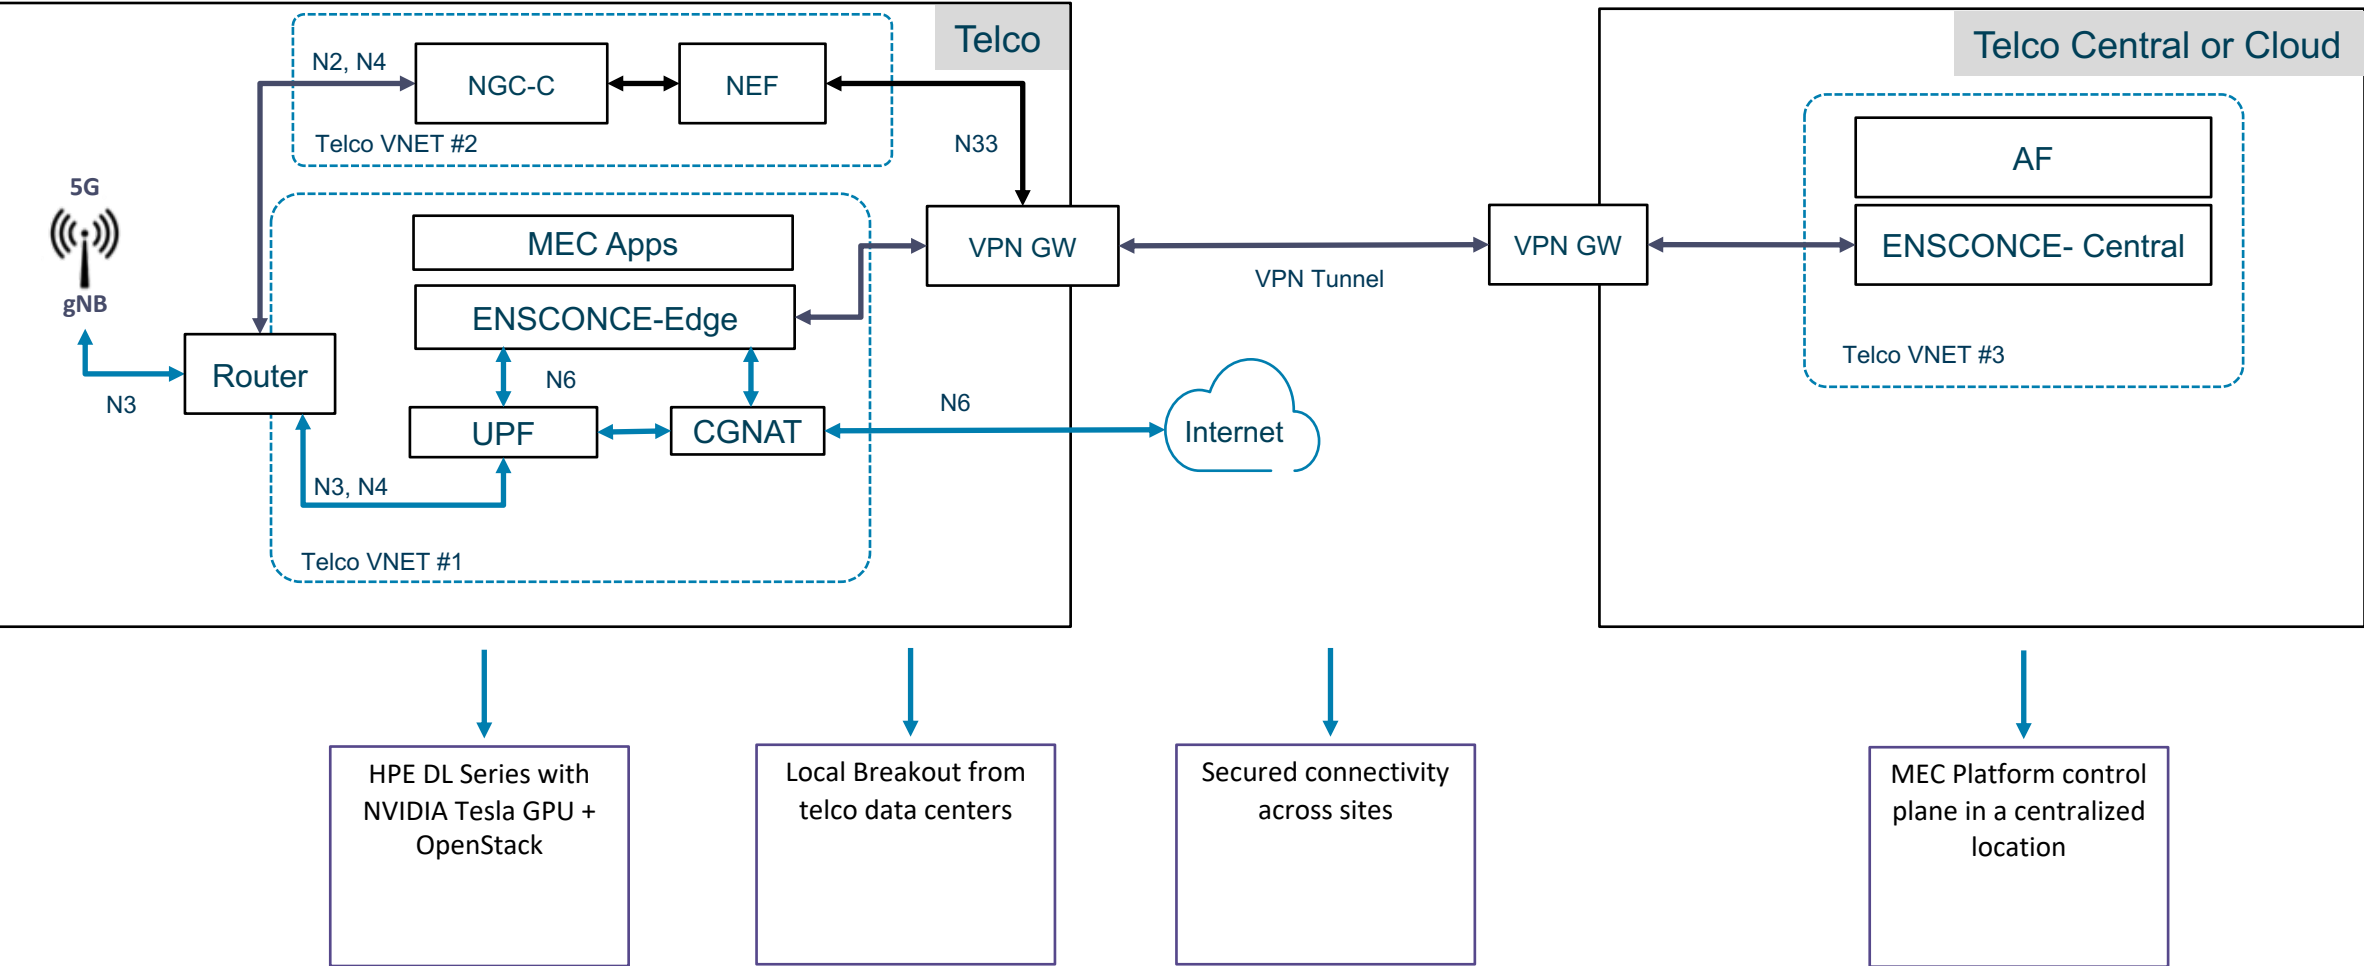 Telco
Telco Central or Cloud
N2, N4
NGC-C
NEF
Telco VNET #2
N33
AF
5G
gNB
MEC Apps
VPN GW
VPN GW
ENSCONCE- Central
VPN Tunnel
ENSCONCE-Edge
Telco VNET #3
Router
N3
N6
N6
UPF
CGNAT
Internet
N3, N4
Telco VNET #1
HPE DL Series with
NVIDIA Tesla GPU +
OpenStack
Local Breakout from
telco data centers
Secured connectivity
across sites
MEC Platform control
plane in a centralized
location